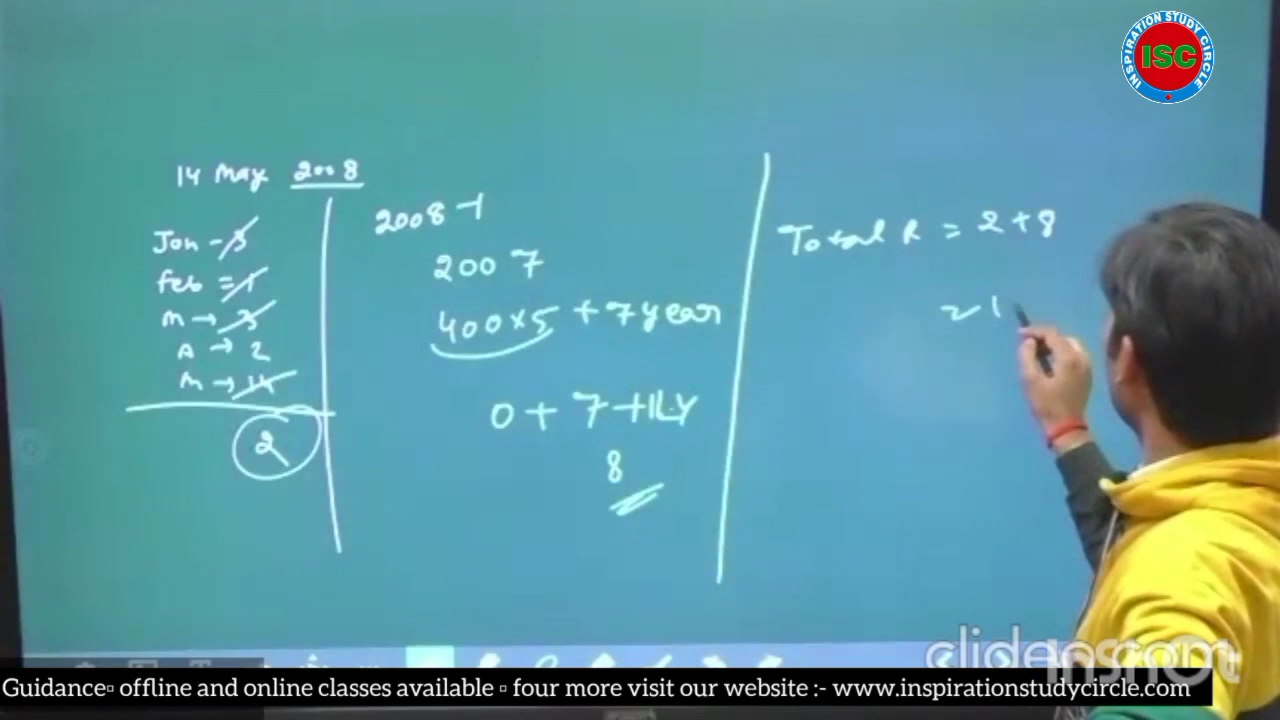 INSPIRATION STUDY CIRCLE
ISC
14 May 2008
Jan - 3
Feb = 1
M → 3
A → 2
M → 14
2
2008-1
2007
400×5 + 7 year
0 + 7 + 1L.Y
8
Total R = 2+8
=1
Guidance▫ offline and online classes available ▫ four more visit our website :- www.inspirationstudycircle.com